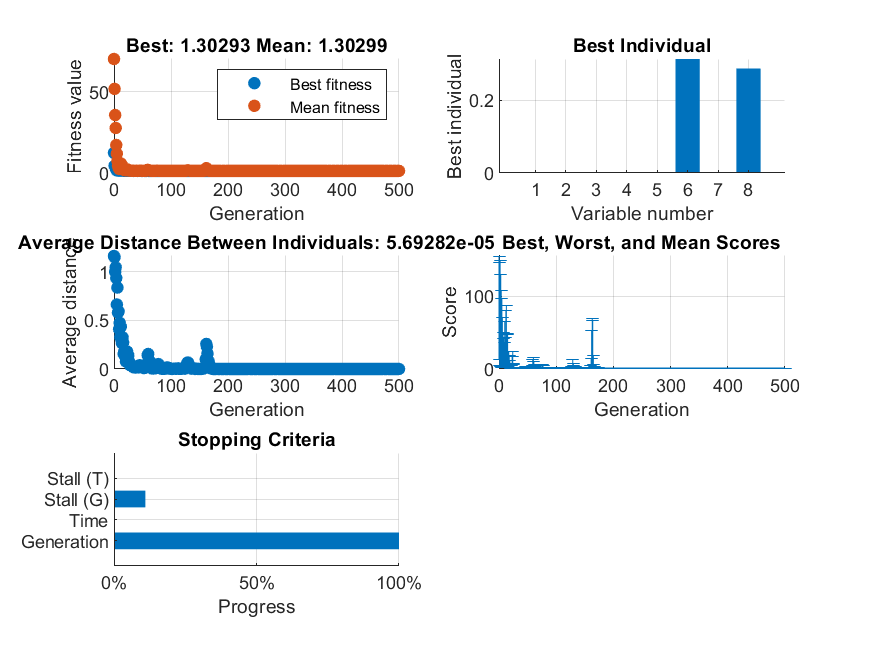 Best: 1.30293 Mean: 1.30299
Fitness value
50
0
Best fitness
Mean fitness
0 100 200 300 400 500
Generation
Best Individual
Best individual
0.2
0
1 2 3 4 5 6 7 8
Variable number
Average Distance Between Individuals: 5.69282e-05
Average distance
1
0.5
0
0 100 200 300 400 500
Generation
Best, Worst, and Mean Scores
Score
100
0
0 100 200 300 400 500
Generation
Stopping Criteria
Stall (T)
Stall (G)
Time
Generation
0% 50% 100%
Progress